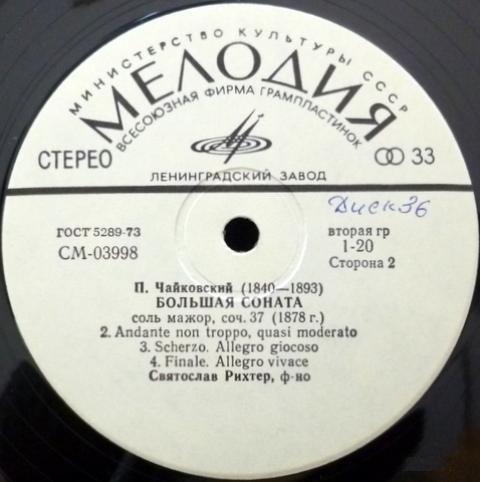 МИНИСТЕРСТВО КУЛЬТУРЫ СССР
МЕЛОДИЯ
ВСЕСОЮЗНАЯ ФИРМА ГРАМПЛАСТИНОК
СТЕРЕО
33
ЛЕНИНГРАДСКИЙ ЗАВОД
Диск 36
ГОСТ 5289-73
вторая гр
СМ-03998
1-20
Сторона 2
П. Чайковский (1840—1893)
БОЛЬШАЯ СОНАТА
соль мажор, соч. 37 (1878 г.)
2. Andante non troppo, quasi moderato
3. Scherzo. Allegro giocoso
4. Finale. Allegro vivace
Святослав Рихтер, ф-но